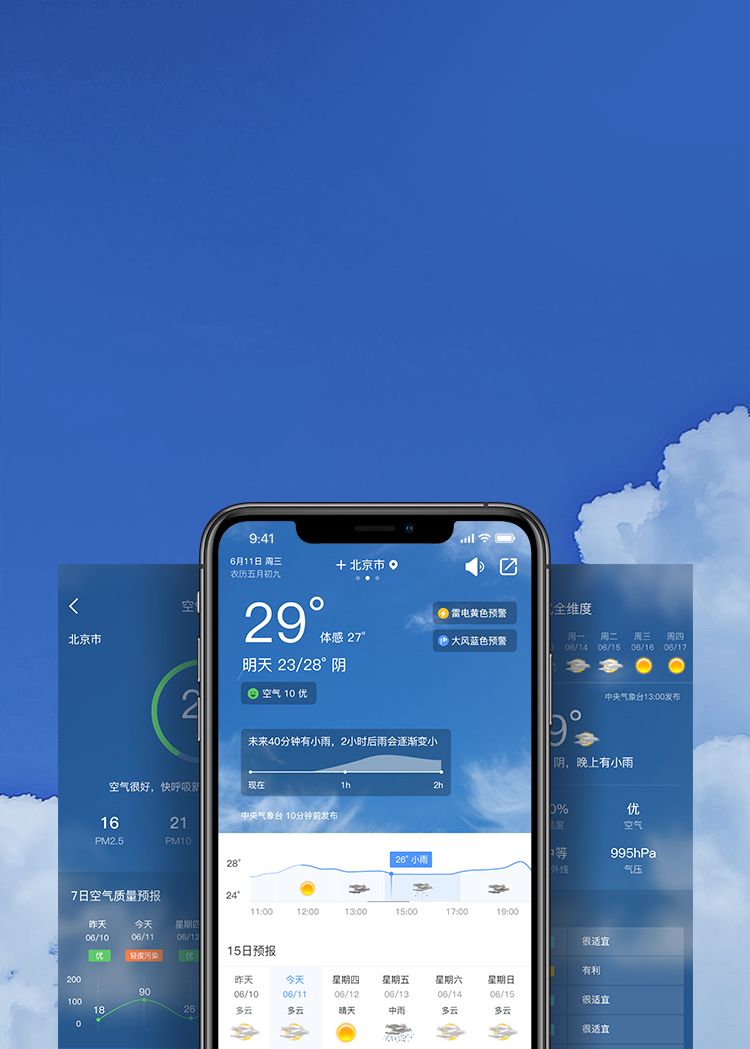 9:41
6月11日 周三
农历五月初九
北京市
29°
体感 27°
明天 23/28° 阴
空气 10 优
雷电黄色预警
大风蓝色预警
未来40分钟有小雨，2小时后雨会逐渐变小
现在 1h 2h
中央气象台 10分钟前发布
28°
24°
26° 小雨
11:00 12:00 13:00 15:00 17:00 19:00
15日预报
昨天 今天 星期四 星期五 星期六 星期日
06/10 06/11 06/12 06/13 06/14 06/15
多云 多云 晴天 中雨 多云 多云
北京市
空气很好，快呼吸新
16 21
PM2.5 PM10
7日空气质量预报
昨天 今天 星期四
06/10 06/11 06/12
优 轻度污染 优
200
100
0
18 90 26
全维度
周一 周二 周三 周四
06/14 06/15 06/16 06/17
中央气象台13:00发布
9°
阴，晚上有小雨
0% 优
空气
995hPa
气压
很适宜
有利
很适宜
很适宜